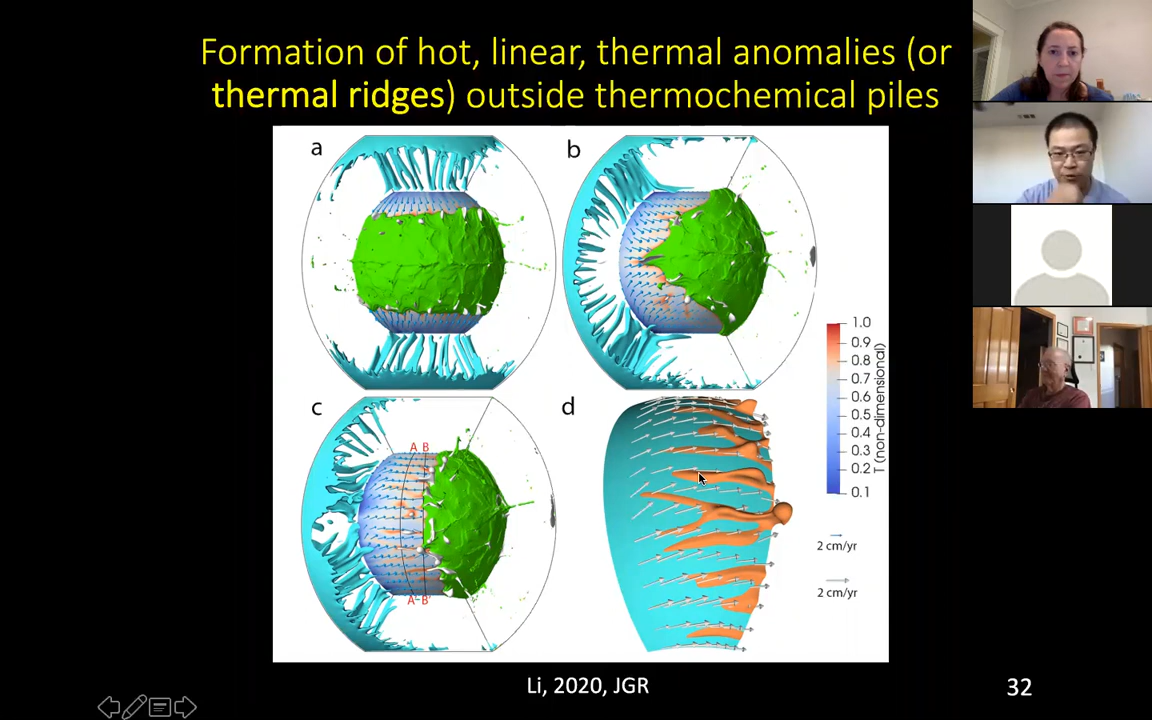 Formation of hot, linear, thermal anomalies (or
thermal ridges) outside thermochemical piles
a
b
c
d
A B
A' B'
1.0
0.9
0.8
0.7
0.6
0.5
0.4
0.3
0.2
0.1
T (non-dimensional)
2 cm/yr
2 cm/yr
Li, 2020, JGR
32